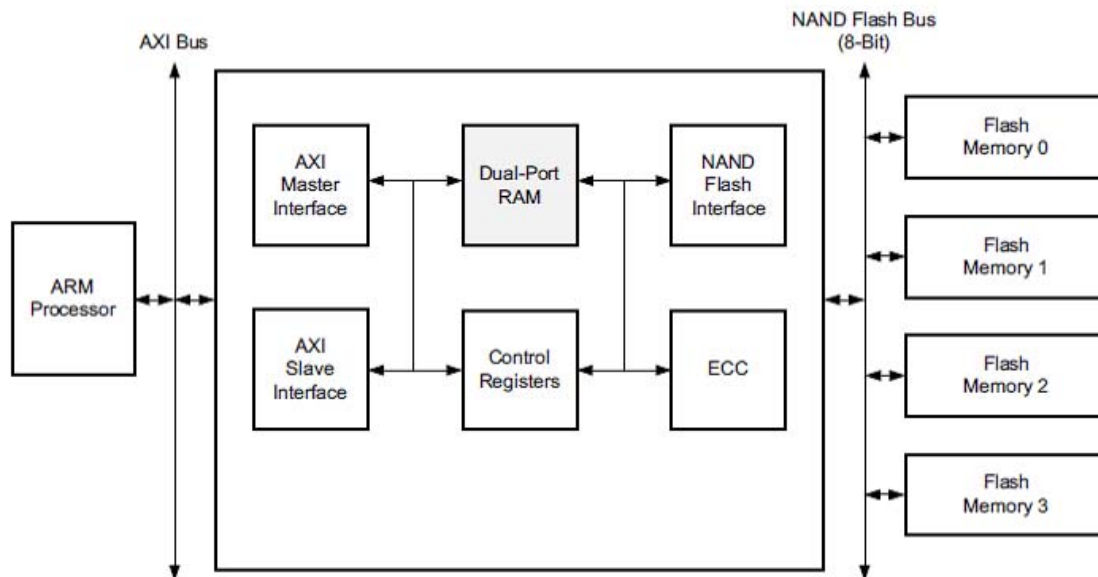 AXI Bus
NAND Flash Bus
(8-Bit)
AXI
Master
Interface
Dual-Port
RAM
NAND
Flash
Interface
Flash
Memory 0
Flash
Memory 1
ARM
Processor
AXI
Slave
Interface
Control
Registers
ECC
Flash
Memory 2
Flash
Memory 3